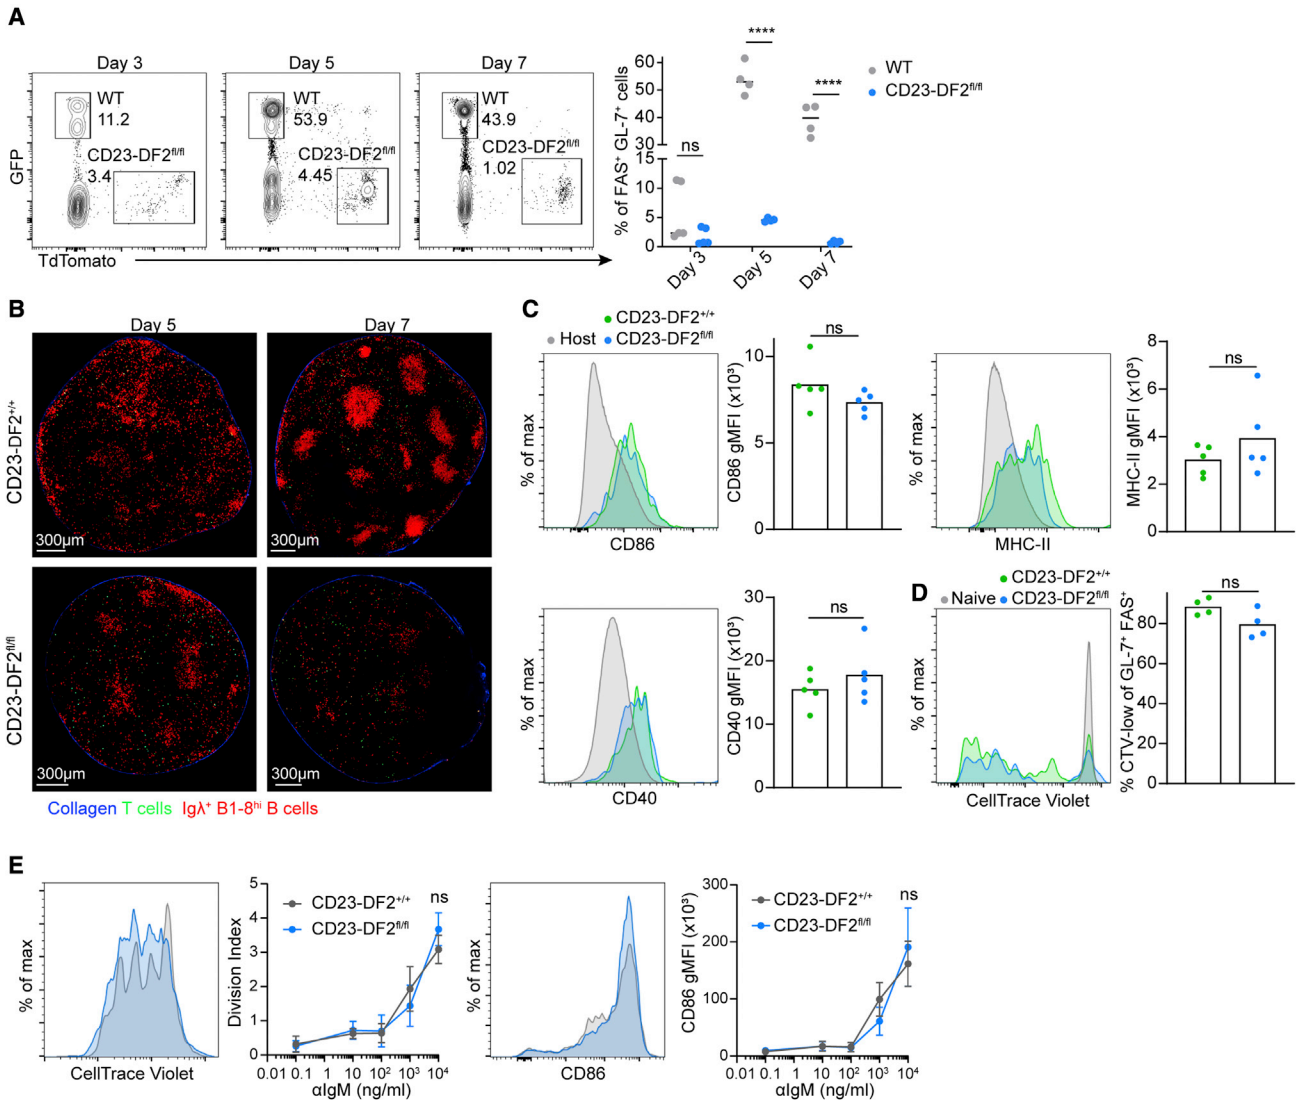 A
Day 3
Day 5
Day 7
WT
11.2
CD23-DF2fl/fl
3.4
WT
53.9
CD23-DF2fl/fl
4.45
WT
43.9
CD23-DF2fl/fl
1.02
GFP
TdTomato
% of FAS+ GL-7+ cells
60
50
40
30
15
10
5
0
ns
****
****
Day 3
Day 5
Day 7
WT
CD23-DF2fl/fl
B
Day 5
Day 7
CD23-DF2+/+
CD23-DF2fl/fl
300µm
300µm
300µm
300µm
Collagen T cells Igλ+ B1-8hi B cells
C
CD23-DF2+/+
Host CD23-DF2fl/fl
% of max
CD86
CD86 gMFI (x10³)
10
5
0
ns
% of max
MHC-II
MHC-II gMFI (x10³)
8
6
4
2
0
ns
% of max
CD40
CD40 gMFI (x10³)
30
20
10
0
ns
D
CD23-DF2+/+
Naive CD23-DF2fl/fl
% of max
CellTrace Violet
% CTV-low of GL-7+ FAS+
80
60
40
20
0
ns
E
% of max
CellTrace Violet
Division Index
5
4
3
2
1
0
CD23-DF2+/+
CD23-DF2fl/fl
ns
0.01 0.1 1 10 10² 10³ 10⁴
αIgM (ng/ml)
% of max
CD86
CD86 gMFI (x10³)
300
200
100
0
CD23-DF2+/+
CD23-DF2fl/fl
ns
0.01 0.1 1 10 10² 10³ 10⁴
αIgM (ng/ml)